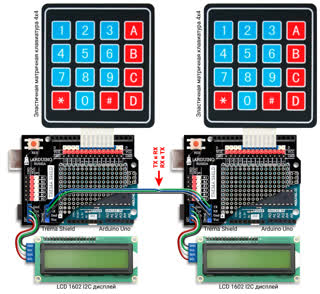 Эластичная матричная клавиатура 4x4
1 2 3 A
4 5 6 B
7 8 9 C
* 0 # D
Эластичная матричная клавиатура 4x4
1 2 3 A
4 5 6 B
7 8 9 C
* 0 # D
TX в RX
RX в TX
Trema Shield
Arduino Uno
Trema Shield
Arduino Uno
LCD 1602 I2C дисплей
LCD 1602 I2C дисплей